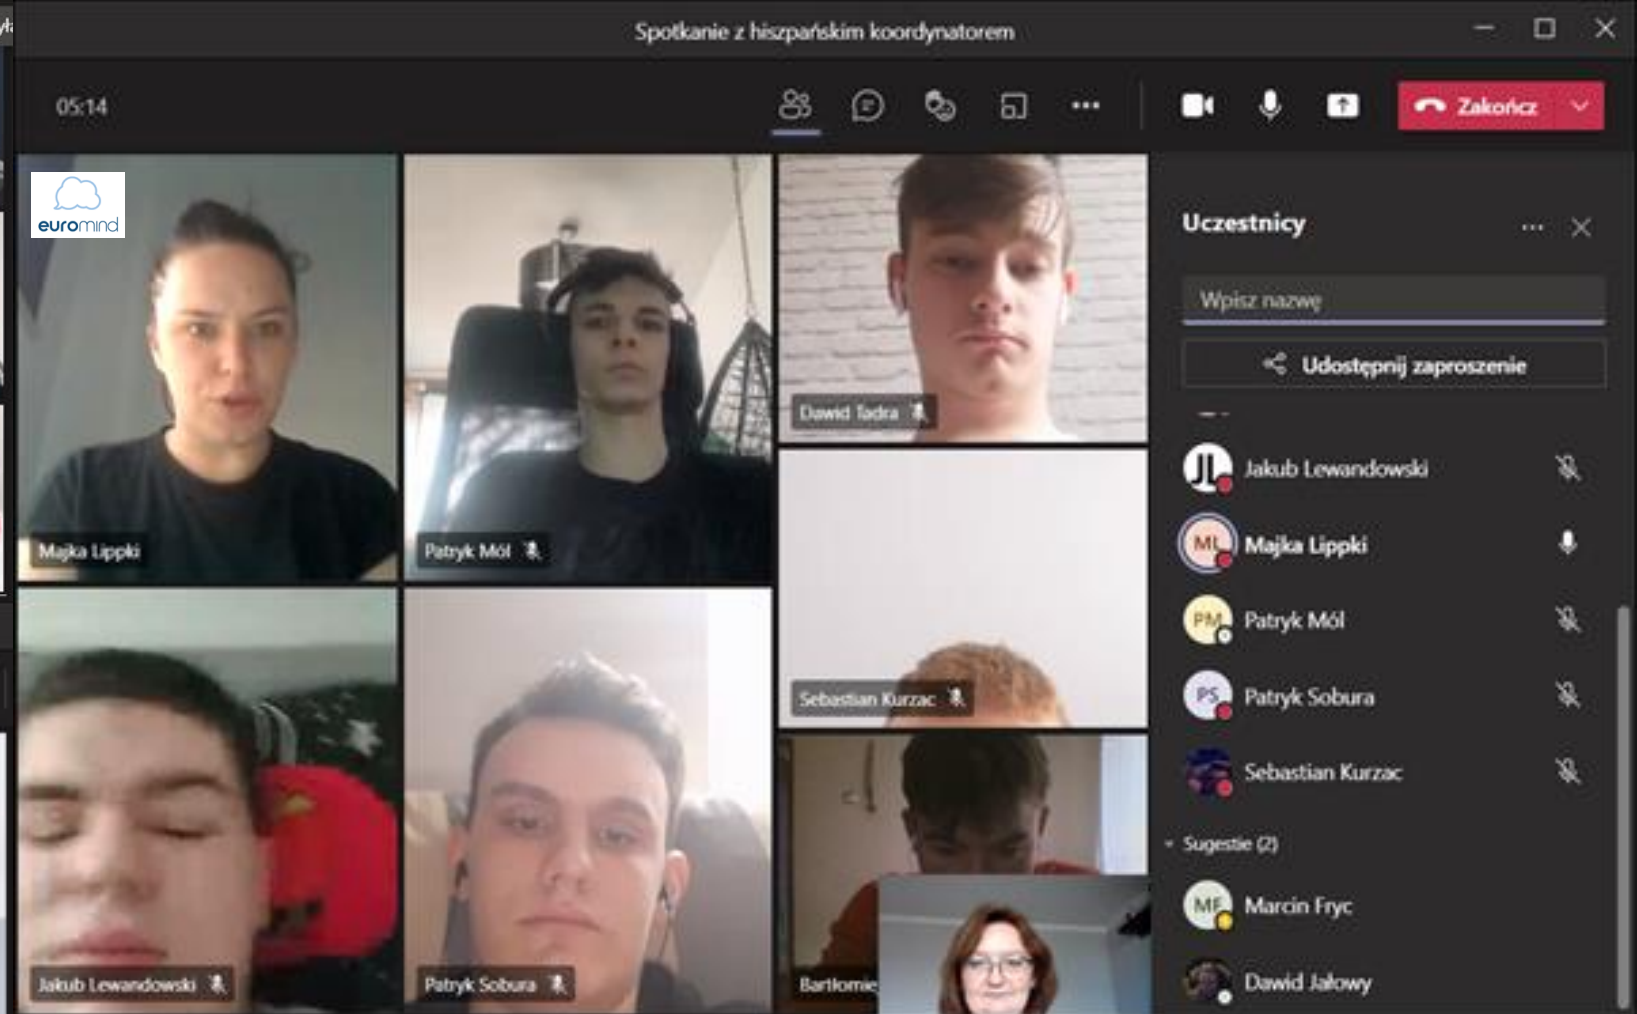 Spotkanie z hiszpańskim koordynatorem
05:14
Zakończ
euromind
Majka Lippki
Patryk Mól
Dawid Tadra
Sebastian Kurzac
Jakub Lewandowski
Patryk Sobura
Bartłomie
Uczestnicy
Wpisz nazwę
Udostępnij zaproszenie
JL Jakub Lewandowski
ML Majka Lippki
PM Patryk Mól
PS Patryk Sobura
Sebastian Kurzac
Sugestie (2)
MF Marcin Fryc
Dawid Jałowy